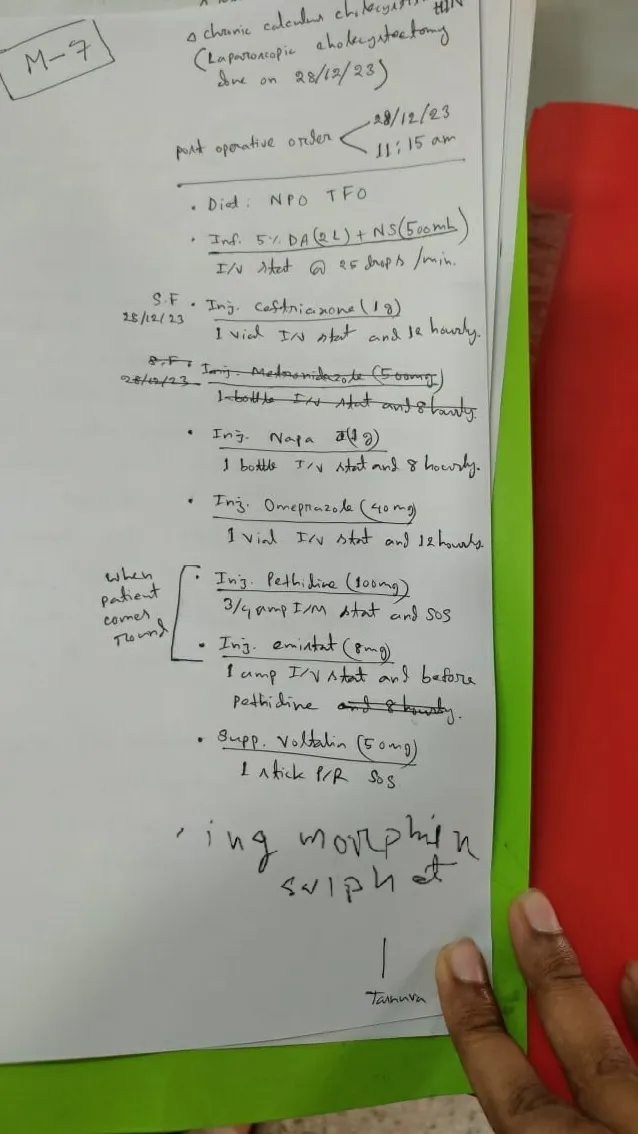 M-7
Δ chronic calculus cholecystitis HTN
(Laparoscopic cholecystectomy
done on 28/12/23)
post operative order < 28/12/23
11:15 am
• Diet: NPO TFO
• Inf. 5% DA (2L) + NS (500ml)
I/V stat @ 25 drops/min.
S.F • Inj. Ceftriaxone (1g)
28/12/23 1 vial I/V stat and 12 hourly.
S.F. • Inj. Metronidazole (500mg)
28/12/23 1 bottle I/V stat and 8 hourly.
• Inj. Napa (1g)
1 bottle I/V stat and 8 hourly.
• Inj. Omeprazole (40mg)
1 vial I/V stat and 12 hourly
when
patient
comes
round
• Inj. Pethidine (100mg)
3/4 amp I/M stat and SOS
• Inj. emistat (8mg)
1 amp I/V stat and before
pethidine and 8 hourly.
• Supp. Voltalin (50mg)
1 stick P/R SOS
ing morphin
sulphet